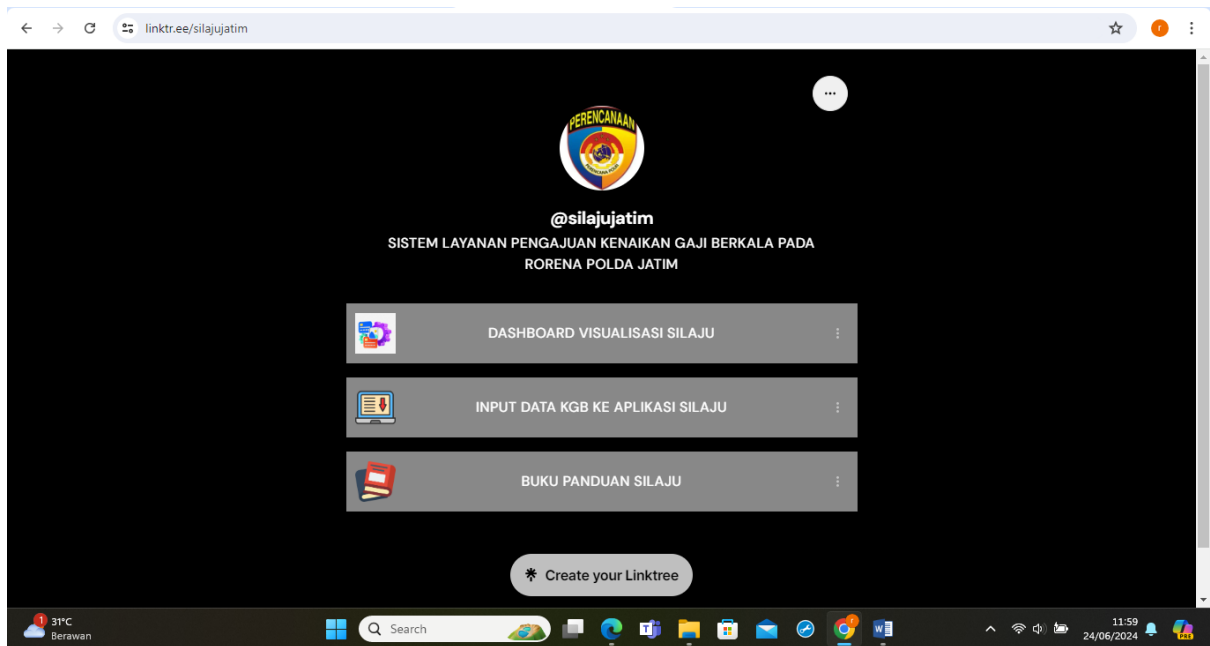 linktr.ee/silajujatim
r
PERENCANAAN
@silajujatim
SISTEM LAYANAN PENGAJUAN KENAIKAN GAJI BERKALA PADA
RORENA POLDA JATIM
DASHBOARD VISUALISASI SILAJU
INPUT DATA KGB KE APLIKASI SILAJU
BUKU PANDUAN SILAJU
Create your Linktree
1
31°C
Berawan
Search
11:59
24/06/2024
PRE